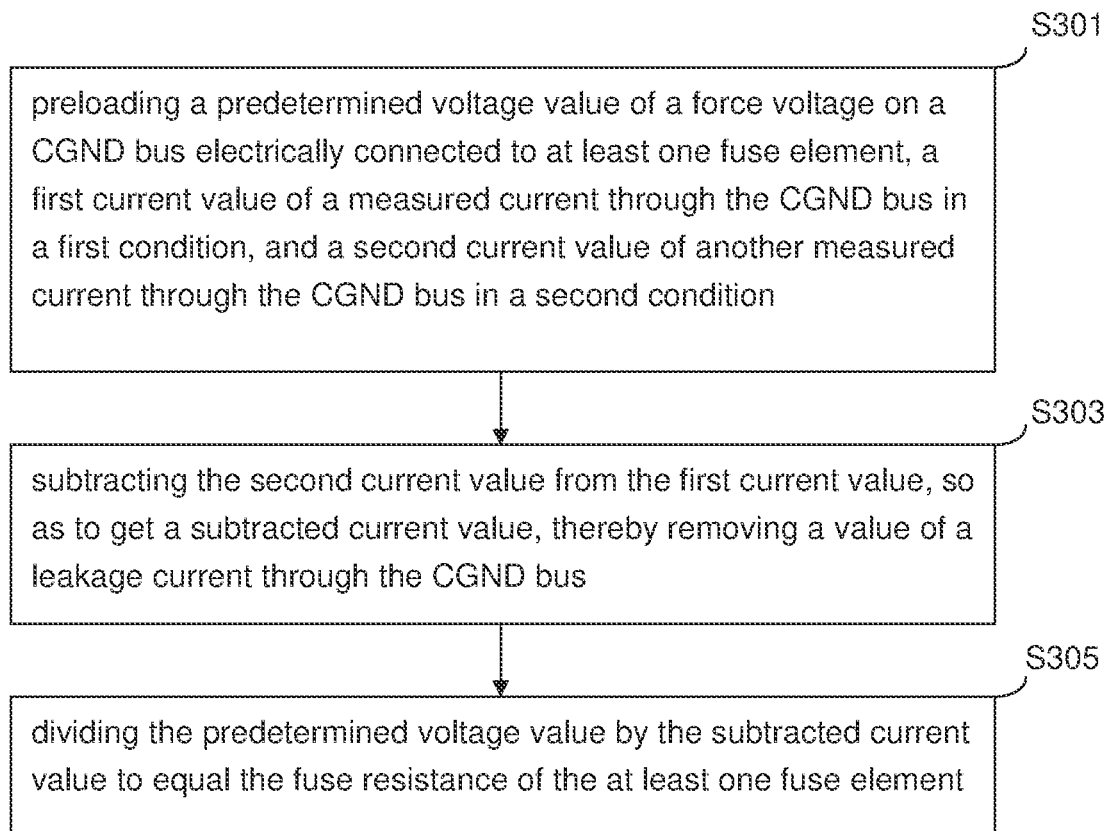 S301
preloading a predetermined voltage value of a force voltage on a
CGND bus electrically connected to at least one fuse element, a
first current value of a measured current through the CGND bus in
a first condition, and a second current value of another measured
current through the CGND bus in a second condition
S303
subtracting the second current value from the first current value, so
as to get a subtracted current value, thereby removing a value of a
leakage current through the CGND bus
S305
dividing the predetermined voltage value by the subtracted current
value to equal the fuse resistance of the at least one fuse element